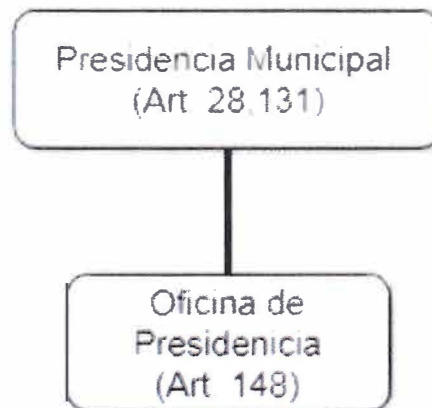 Presidencia Municipal
(Art 28,131)
Oficina de
Presidenicia
(Art 148)